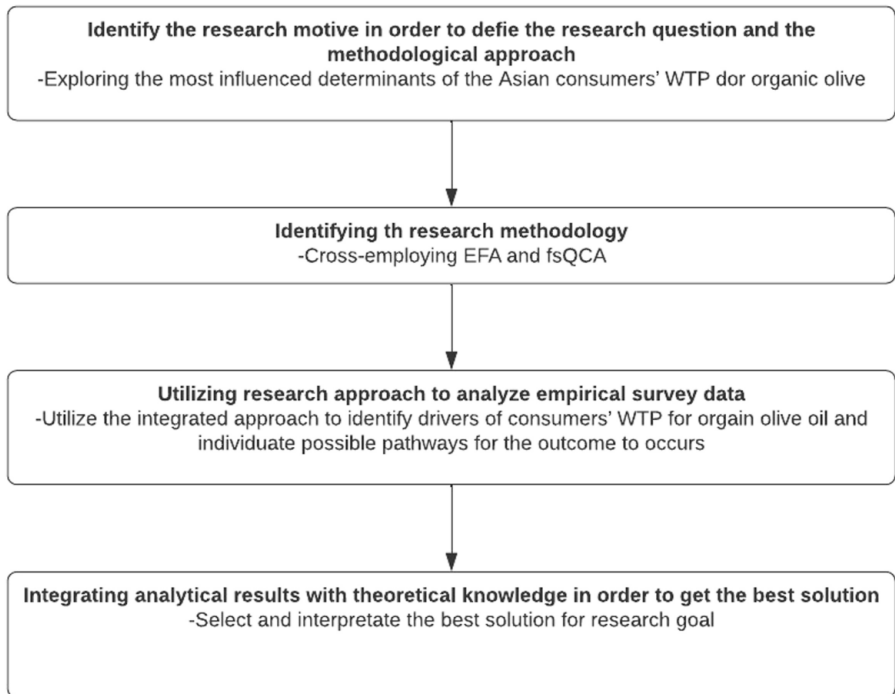 Identify the research motive in order to defie the research question and the
methodological approach
-Exploring the most influenced determinants of the Asian consumers’ WTP dor organic olive
Identifying th research methodology
-Cross-employing EFA and fsQCA
Utilizing research approach to analyze empirical survey data
-Utilize the integrated approach to identify drivers of consumers’ WTP for orgain olive oil and
individuate possible pathways for the outcome to occurs
Integrating analytical results with theoretical knowledge in order to get the best solution
-Select and interpretate the best solution for research goal